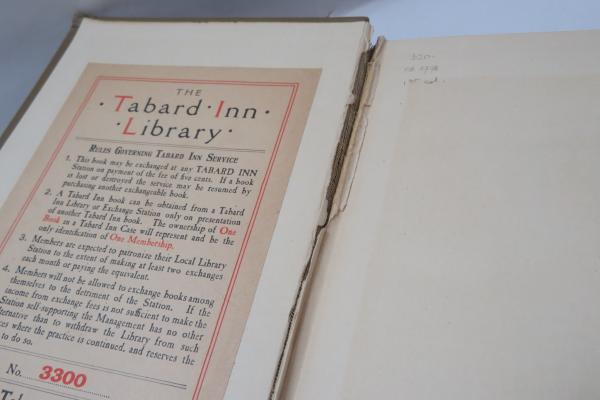 THE
Tabard · Inn
· Library ·
RULES GOVERNING TABARD INN SERVICE
1. This book may be exchanged at any TABARD INN
Station on payment of the fee of five cents. If a book
is lost or destroyed the service may be resumed by
purchasing another exchangeable book.
2. A Tabard Inn book can be obtained from a Tabard
Inn Library or Exchange Station only on presentation
of another Tabard Inn book. The ownership of One
Book in a Tabard Inn Case will represent and be the
only identification of One Membership.
3. Members are expected to patronize their Local Library
Station to the extent of making at least two exchanges
each month or paying the equivalent.
4. Members will not be allowed to exchange books among
themselves to the detriment of the Station. If the
income from exchange fees is not sufficient to make the
Station self-supporting the Management has no other
alternative than to withdraw the Library from such
where the practice is continued, and reserves the
to do so.
No. 3300
1st ed.